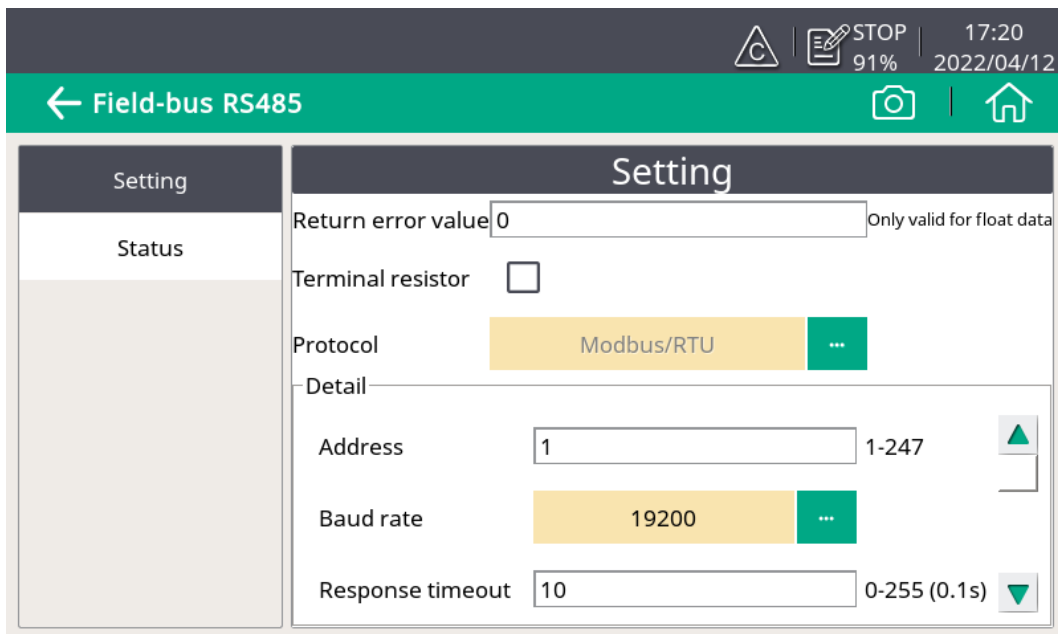 C
STOP
91%
17:20
2022/04/12
Field-bus RS485
Setting
Status
Setting
Return error value 0 Only valid for float data
Terminal resistor
Protocol Modbus/RTU ...
Detail
Address 1 1-247
Baud rate 19200 ...
Response timeout 10 0-255 (0.1s)